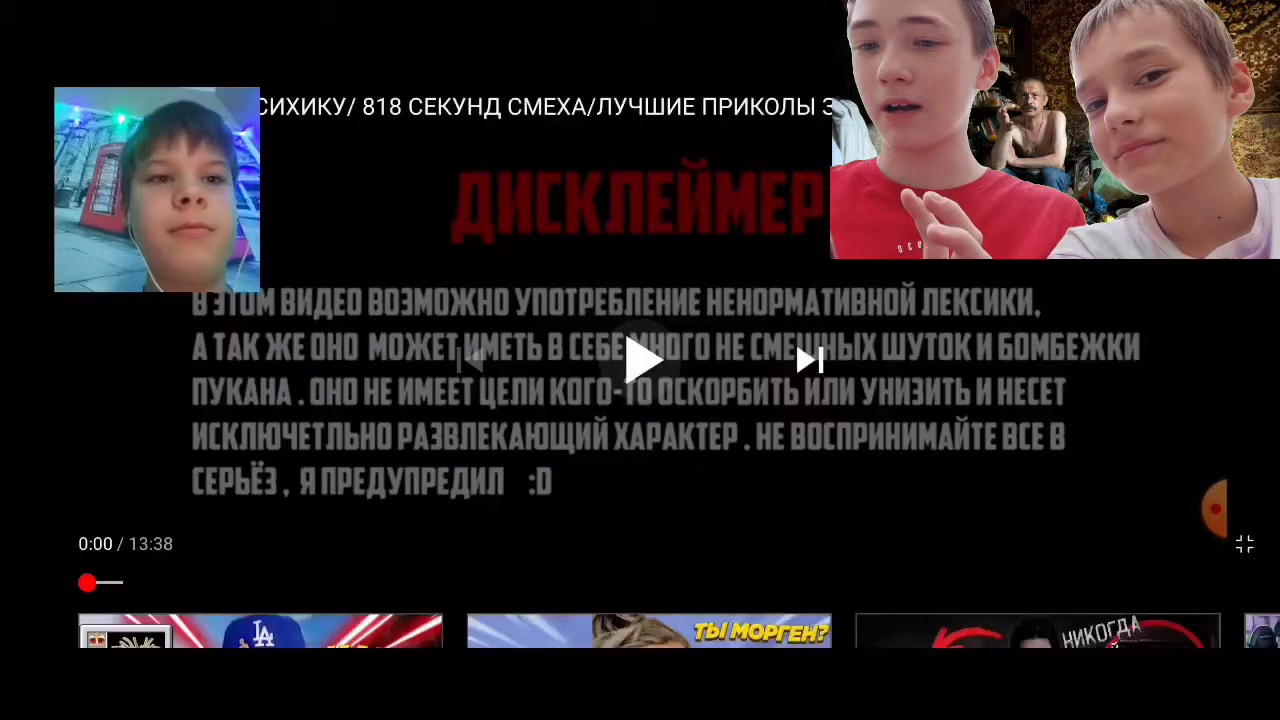 СИХИКУ/ 818 СЕКУНД СМЕХА/ЛУЧШИЕ ПРИКОЛЫ З
ДИСКЛЕЙМЕР
В ЭТОМ ВИДЕО ВОЗМОЖНО УПОТРЕБЛЕНИЕ НЕНОРМАТИВНОЙ ЛЕКСИКИ,
А ТАК ЖЕ ОНО МОЖЕТ ИМЕТЬ В СЕБЕ МНОГО НЕ СМЕШНЫХ ШУТОК И БОМБЕЖКИ
ПУКАНА . ОНО НЕ ИМЕЕТ ЦЕЛИ КОГО-ТО ОСКОРБИТЬ ИЛИ УНИЗИТЬ И НЕСЕТ
ИСКЛЮЧЕТЛЬНО РАЗВЛЕКАЮЩИЙ ХАРАКТЕР . НЕ ВОСПРИНИМАЙТЕ ВСЕ В
СЕРЬЁЗ , Я ПРЕДУПРЕДИЛ :D
0:00 / 13:38
LA
ТЫ МОРГЕН?
НИКОГДА